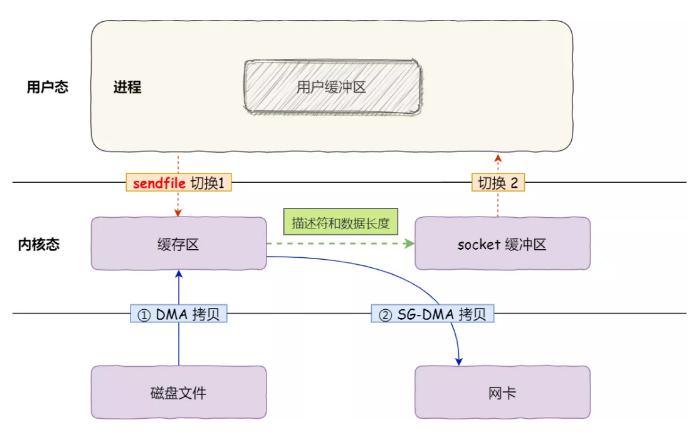 用户态
进程
用户缓冲区
sendfile 切换1
切换 2
内核态
缓存区
描述符和数据长度
socket 缓冲区
① DMA 拷贝
② SG-DMA 拷贝
磁盘文件
网卡